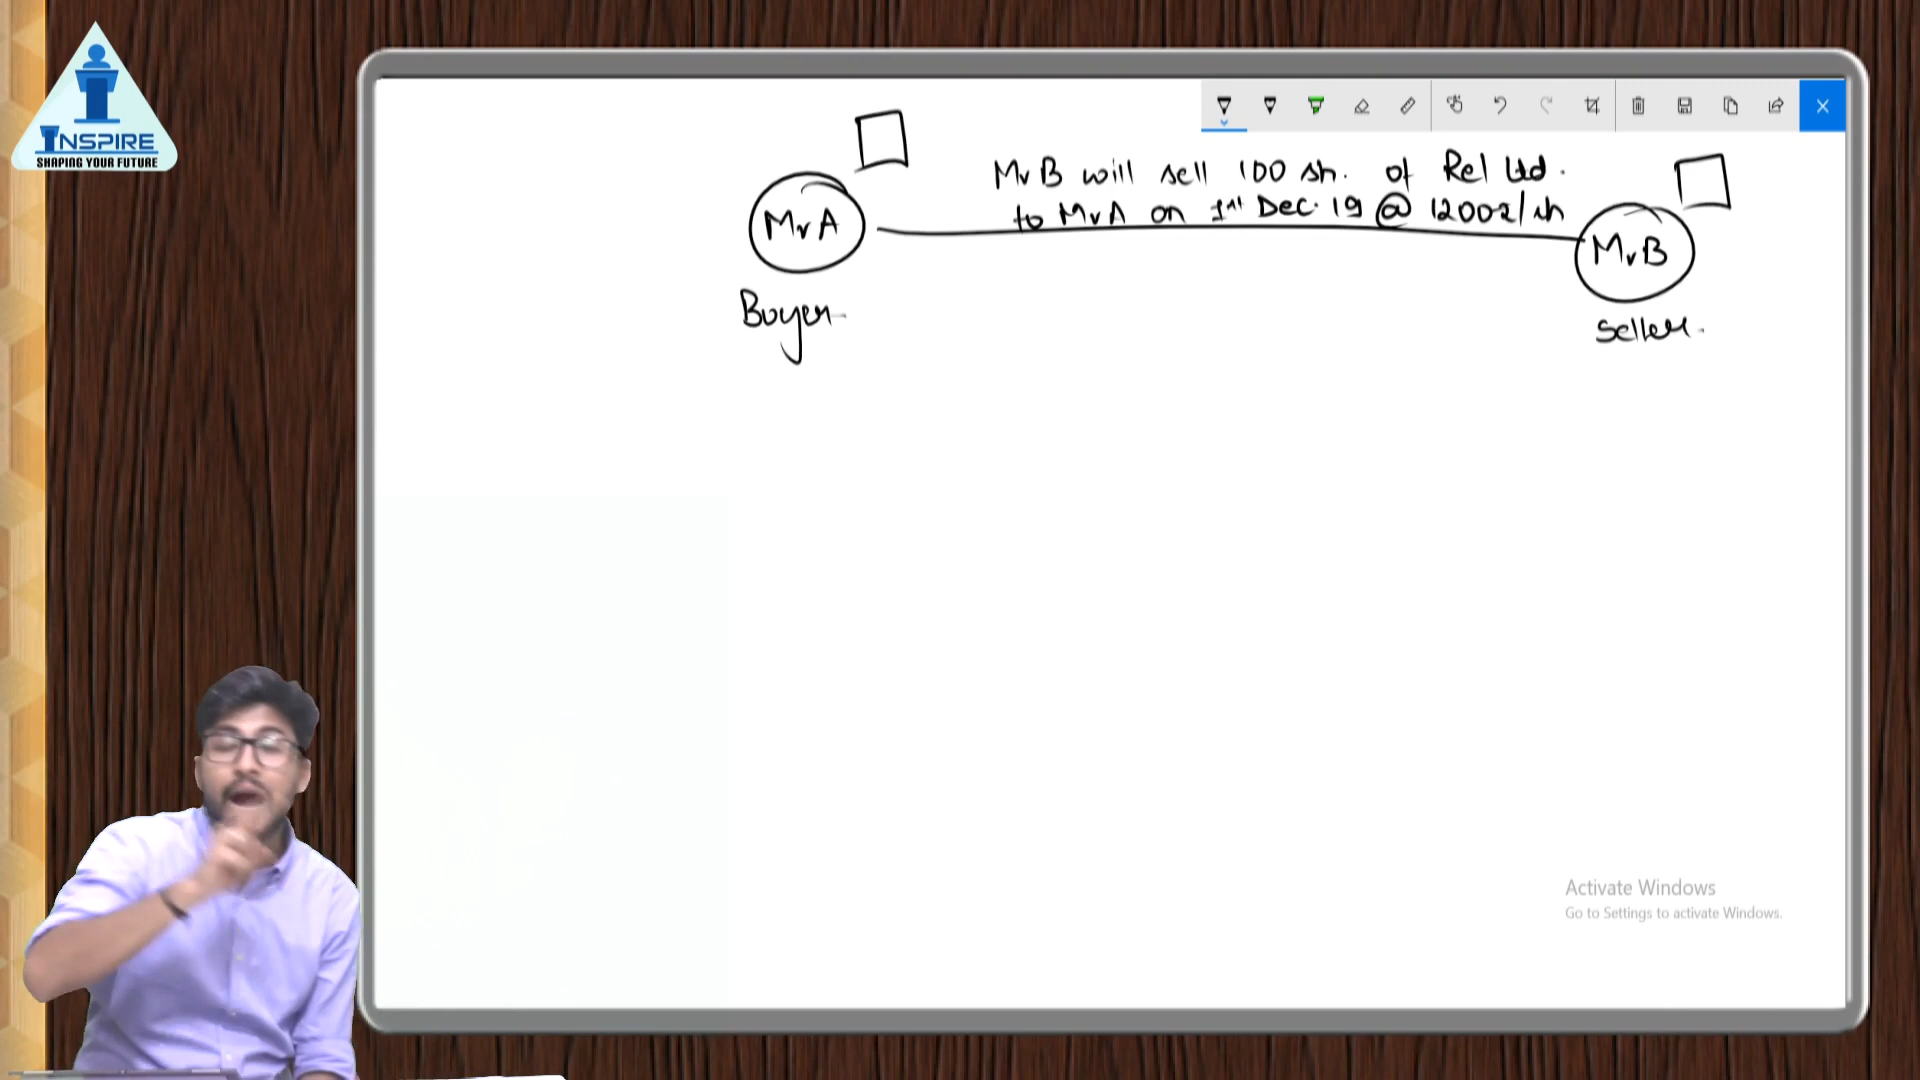 INSPIRE
SHAPING YOUR FUTURE
Mr B will sell 100 sh. of Rel Ltd.
to Mr A on 1st Dec. 19 @ 1200₹/sh
Mr A
Mr B
Buyer
Seller.
Activate Windows
Go to Settings to activate Windows.